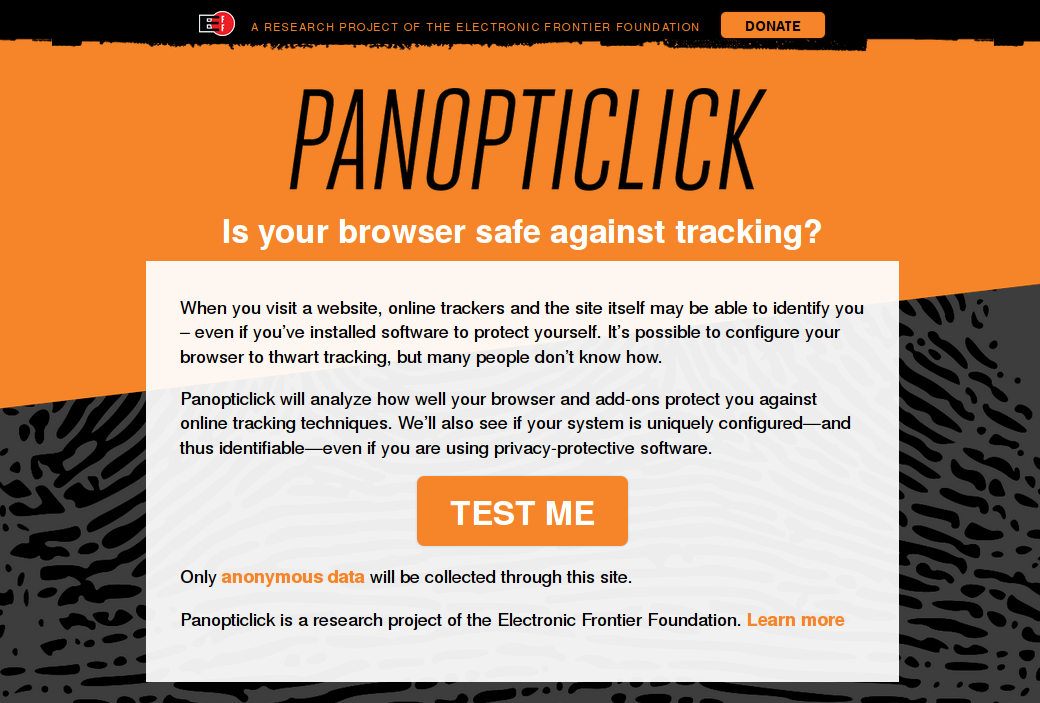 EFF
A RESEARCH PROJECT OF THE ELECTRONIC FRONTIER FOUNDATION
DONATE
PANOPTICLICK
Is your browser safe against tracking?
When you visit a website, online trackers and the site itself may be able to identify you
– even if you’ve installed software to protect yourself. It’s possible to configure your
browser to thwart tracking, but many people don’t know how.
Panopticlick will analyze how well your browser and add-ons protect you against
online tracking techniques. We’ll also see if your system is uniquely configured—and
thus identifiable—even if you are using privacy-protective software.
TEST ME
Only anonymous data will be collected through this site.
Panopticlick is a research project of the Electronic Frontier Foundation. Learn more